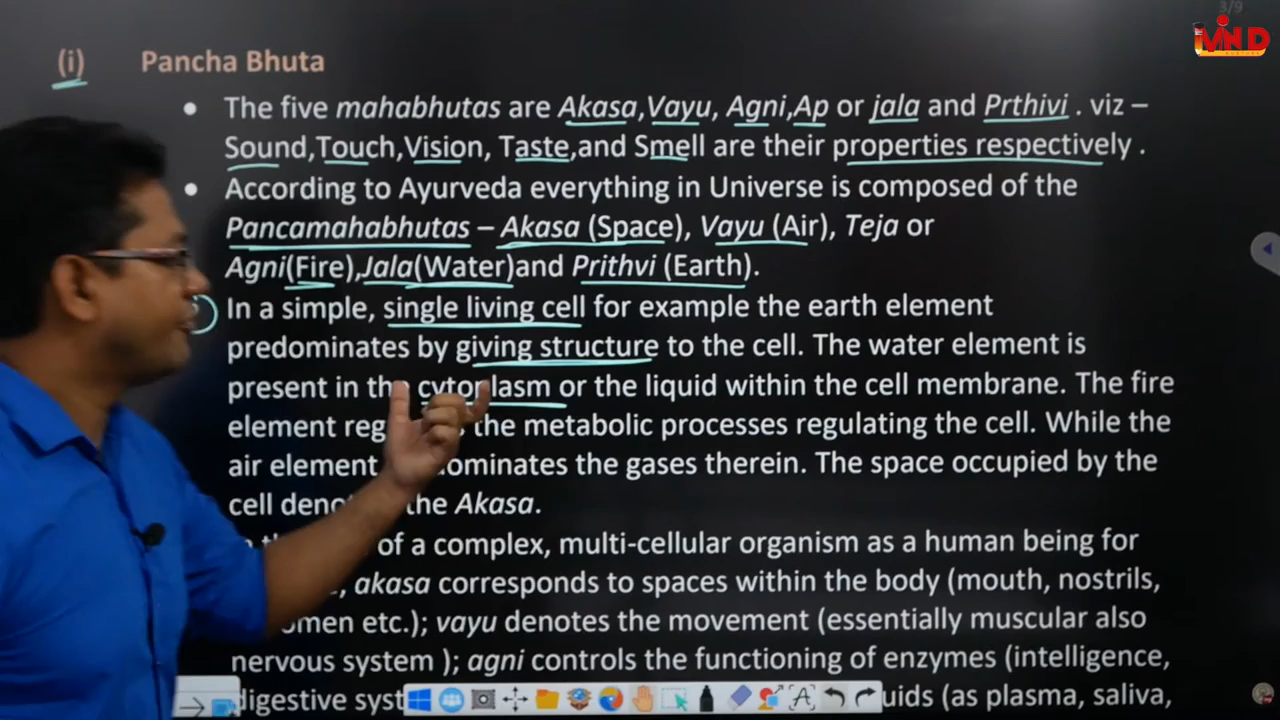 3/9
MIND
(i) Pancha Bhuta
• The five mahabhutas are Akasa,Vayu, Agni,Ap or jala and Prthivi . viz –
Sound,Touch,Vision, Taste,and Smell are their properties respectively .
• According to Ayurveda everything in Universe is composed of the
Pancamahabhutas – Akasa (Space), Vayu (Air), Teja or
Agni(Fire),Jala(Water)and Prithvi (Earth).
In a simple, single living cell for example the earth element
predominates by giving structure to the cell. The water element is
present in the cytoplasm or the liquid within the cell membrane. The fire
element the metabolic processes regulating the cell. While the
air element the gases therein. The space occupied by the
cell the Akasa.
of a complex, multi-cellular organism as a human being for
akasa corresponds to spaces within the body (mouth, nostrils,
etc.); vayu denotes the movement (essentially muscular also
nervous system ); agni controls the functioning of enzymes (intelligence,
digestive (as plasma, saliva,